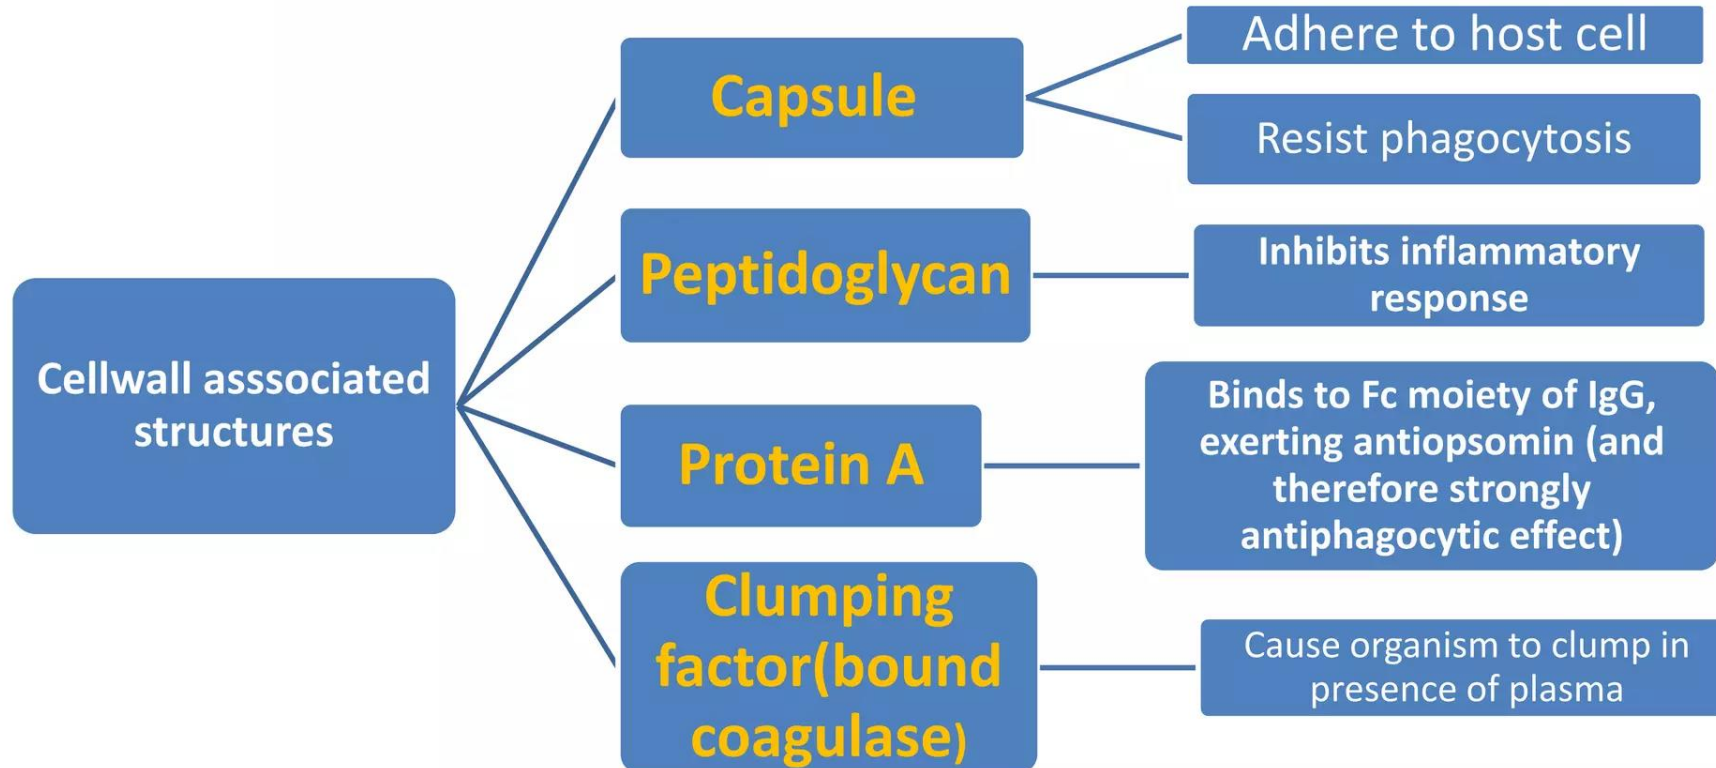 Cellwall asssociated
structures
Capsule
Adhere to host cell
Resist phagocytosis
Peptidoglycan
Inhibits inflammatory
response
Protein A
Binds to Fc moiety of IgG,
exerting antiopsomin (and
therefore strongly
antiphagocytic effect)
Clumping
factor(bound
coagulase)
Cause organism to clump in
presence of plasma